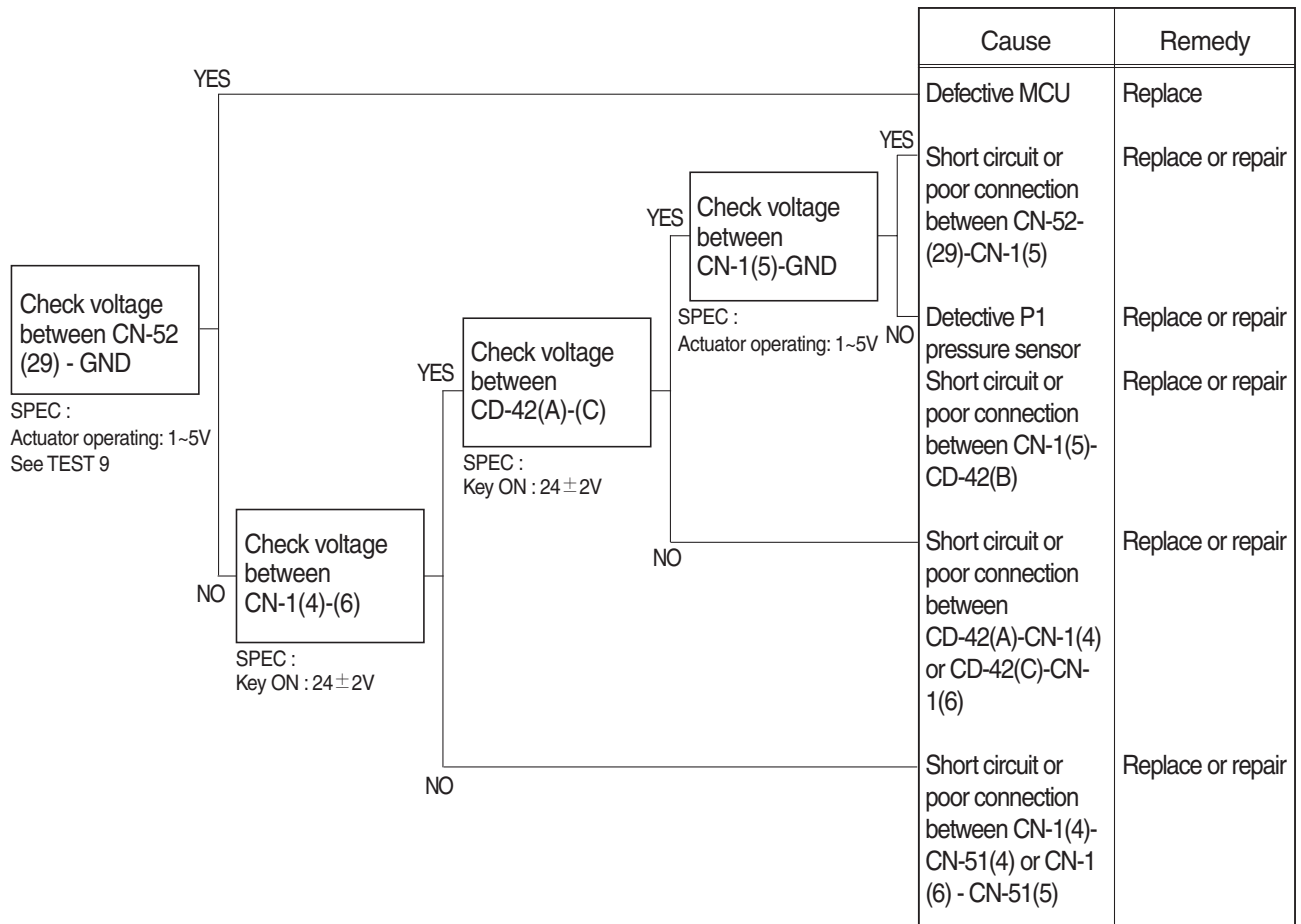 Cause
Remedy
YES
Defective MCU
Replace
YES
Short circuit or
poor connection
between CN-52-
(29)-CN-1(5)
Replace or repair
YES
Check voltage
between
CN-1(5)-GND
SPEC :
Actuator operating: 1~5V
NO
Detective P1
pressure sensor
Replace or repair
Short circuit or
poor connection
between CN-1(5)-
CD-42(B)
Replace or repair
Check voltage
between CN-52
(29) - GND
SPEC :
Actuator operating: 1~5V
See TEST 9
YES
Check voltage
between
CD-42(A)-(C)
SPEC :
Key ON : 24±2V
NO
Short circuit or
poor connection
between
CD-42(A)-CN-1(4)
or CD-42(C)-CN-
1(6)
Replace or repair
NO
Check voltage
between
CN-1(4)-(6)
SPEC :
Key ON : 24±2V
NO
Short circuit or
poor connection
between CN-1(4)-
CN-51(4) or CN-1
(6) - CN-51(5)
Replace or repair